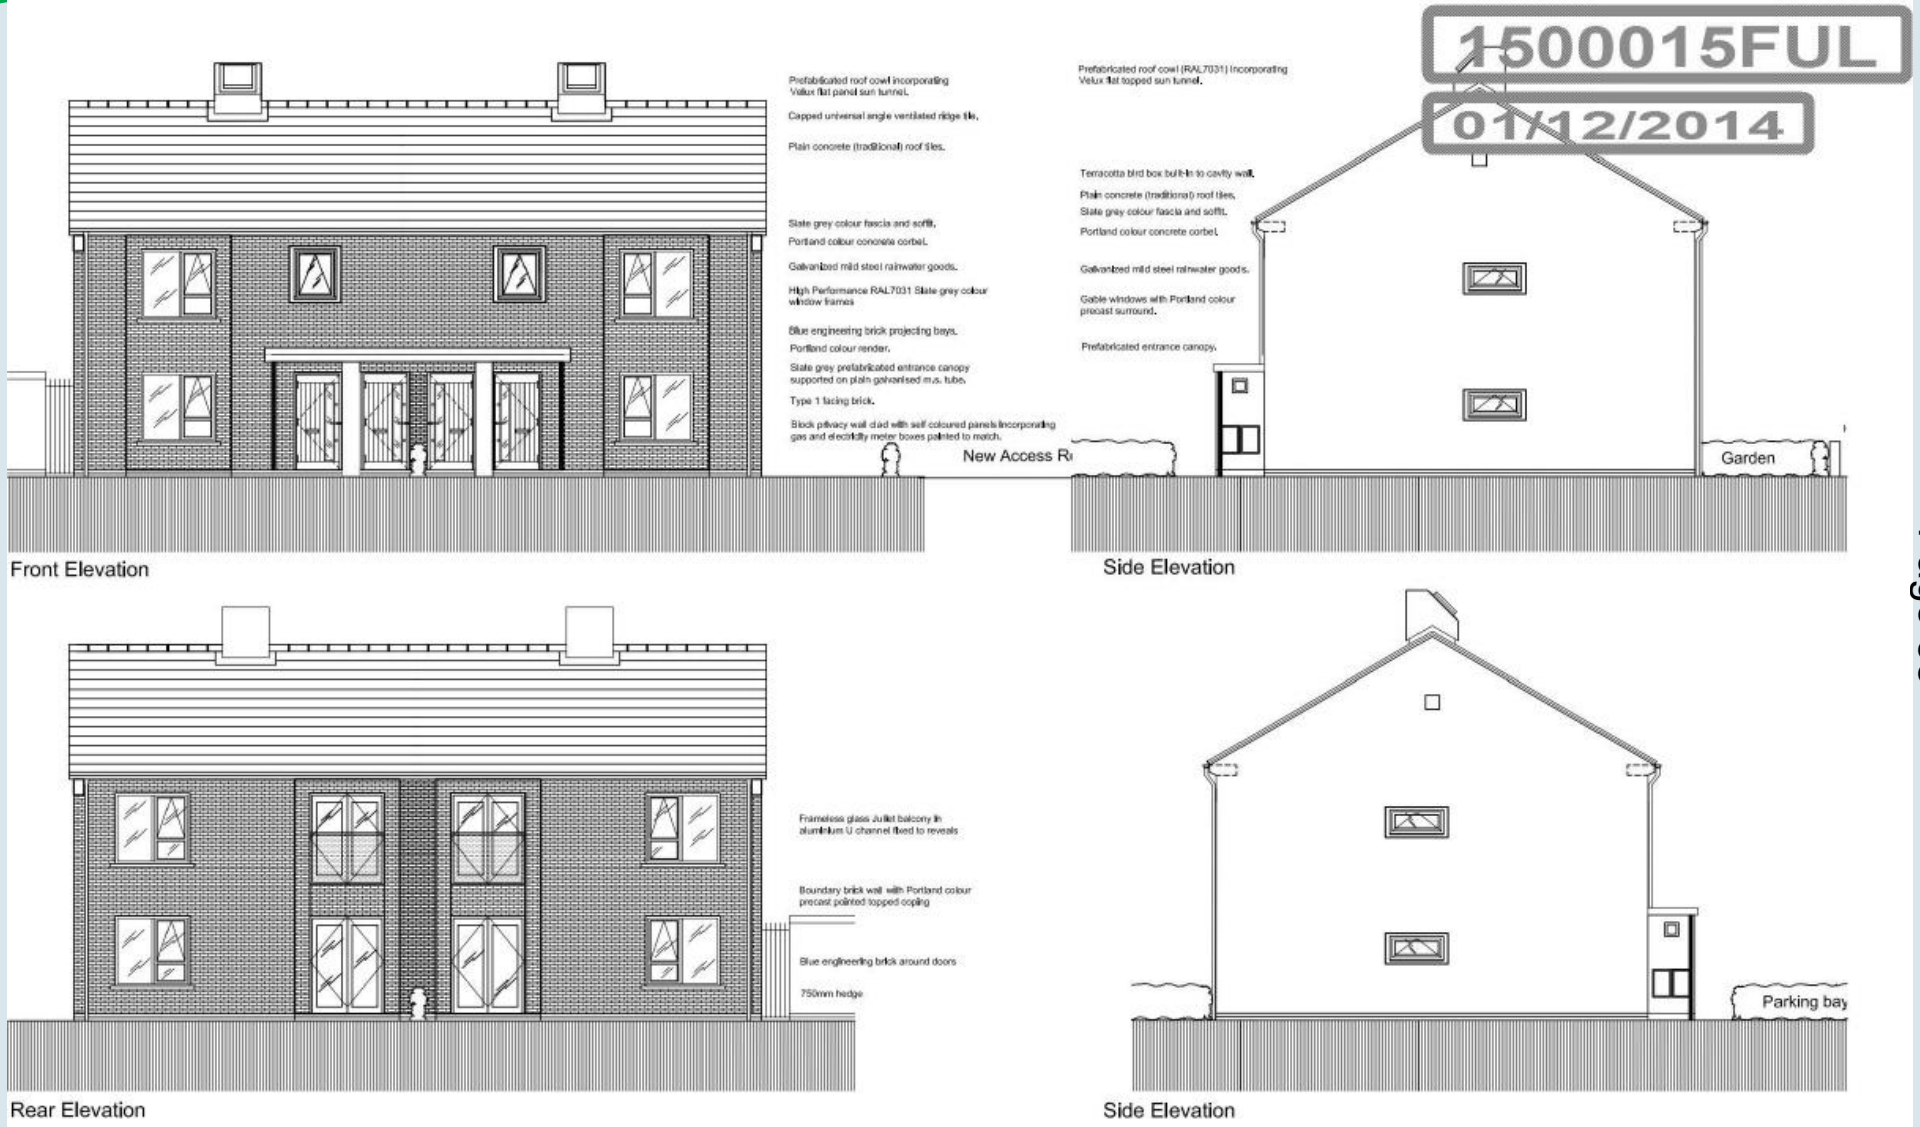 1500015FUL
01/12/2014
Prefabricated roof cowl incorporating
Velux flat panel sun tunnel.
Capped universal angle ventilated ridge tile.
Plain concrete (traditional) roof tiles.
Slate grey colour fascia and soffit.
Portland colour concrete corbel.
Galvanized mild steel rainwater goods.
High Performance RAL7031 Slate grey colour
window frames
Blue engineering brick projecting bays.
Portland colour render.
Slate grey prefabricated entrance canopy
supported on plain galvanised m.s. tube.
Type 1 facing brick.
Block privacy wall clad with self coloured panels incorporating
gas and electricity meter boxes painted to match.
New Access
Front Elevation
Prefabricated roof cowl (RAL7031) incorporating
Velux flat topped sun tunnel.
Terracotta bird box built-in to cavity wall.
Plain concrete (traditional) roof tiles.
Slate grey colour fascia and soffit.
Portland colour concrete corbel.
Galvanized mild steel rainwater goods.
Gable windows with Portland colour
precast surround.
Prefabricated entrance canopy.
Garden
Side Elevation
Frameless glass Juliet balcony in
aluminium U channel fixed to reveals
Boundary brick wall with Portland colour
precast pointed topped coping
Blue engineering brick around doors
750mm hedge
Rear Elevation
Parking bay
Side Elevation